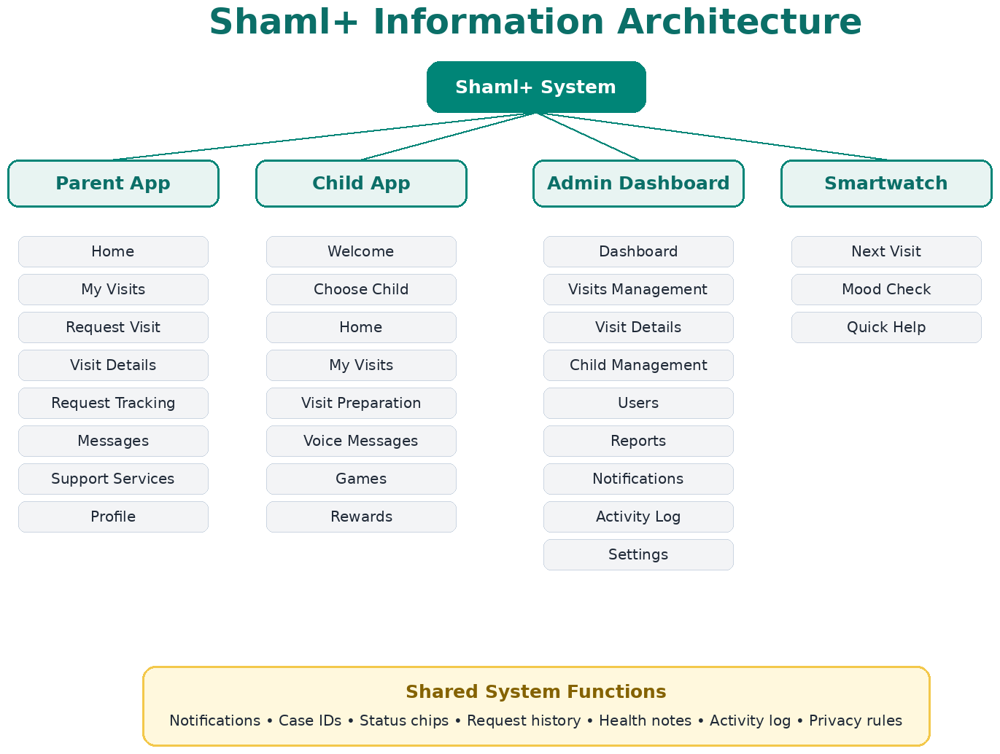 Shaml+ Information Architecture
Shaml+ System
Parent App
Child App
Admin Dashboard
Smartwatch
Home
My Visits
Request Visit
Visit Details
Request Tracking
Messages
Support Services
Profile
Welcome
Choose Child
Home
My Visits
Visit Preparation
Voice Messages
Games
Rewards
Dashboard
Visits Management
Visit Details
Child Management
Users
Reports
Notifications
Activity Log
Settings
Next Visit
Mood Check
Quick Help
Shared System Functions
Notifications • Case IDs • Status chips • Request history • Health notes • Activity log • Privacy rules